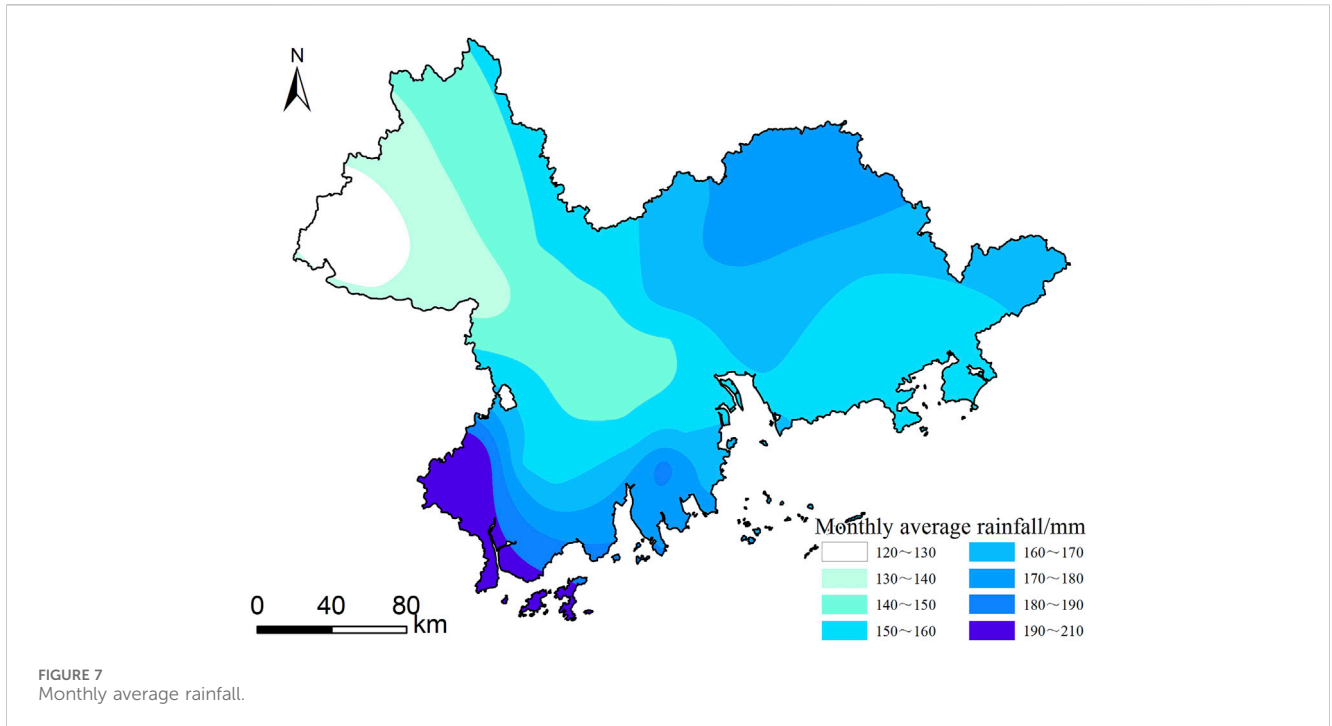 N
Monthly average rainfall/mm
120～130 160～170
130～140 170～180
140～150 180～190
150～160 190～210
0 40 80
km
FIGURE 7
Monthly average rainfall.